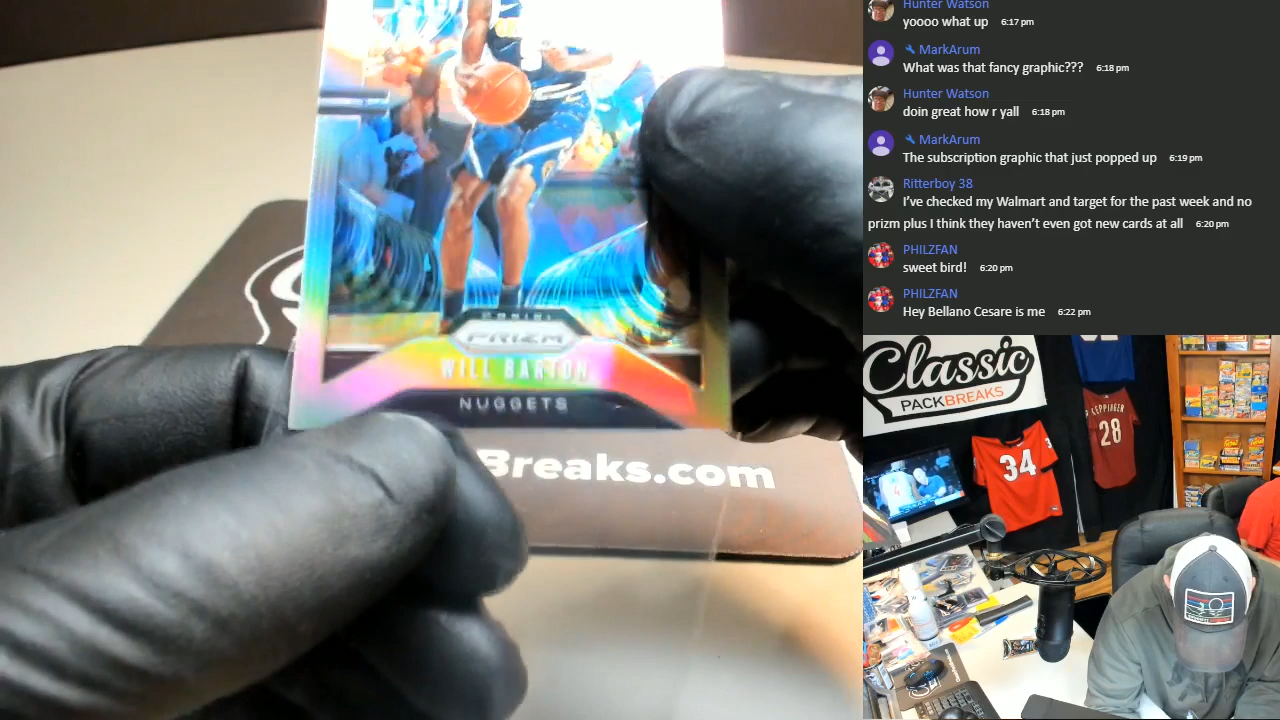 PANINI
PRIZM
WILL BARTON
NUGGETS
Breaks.com
Hunter Watson
yoooo what up 6:17 pm
MarkArum
What was that fancy graphic??? 6:18 pm
Hunter Watson
doin great how r yall 6:18 pm
MarkArum
The subscription graphic that just popped up 6:19 pm
Ritterboy 38
I've checked my Walmart and target for the past week and no
prizm plus I think they haven't even got new cards at all 6:20 pm
PHILZFAN
sweet bird! 6:20 pm
PHILZFAN
Hey Bellano Cesare is me 6:22 pm
Classic
PACKBREAKS
34
KEPPINGER
28
4